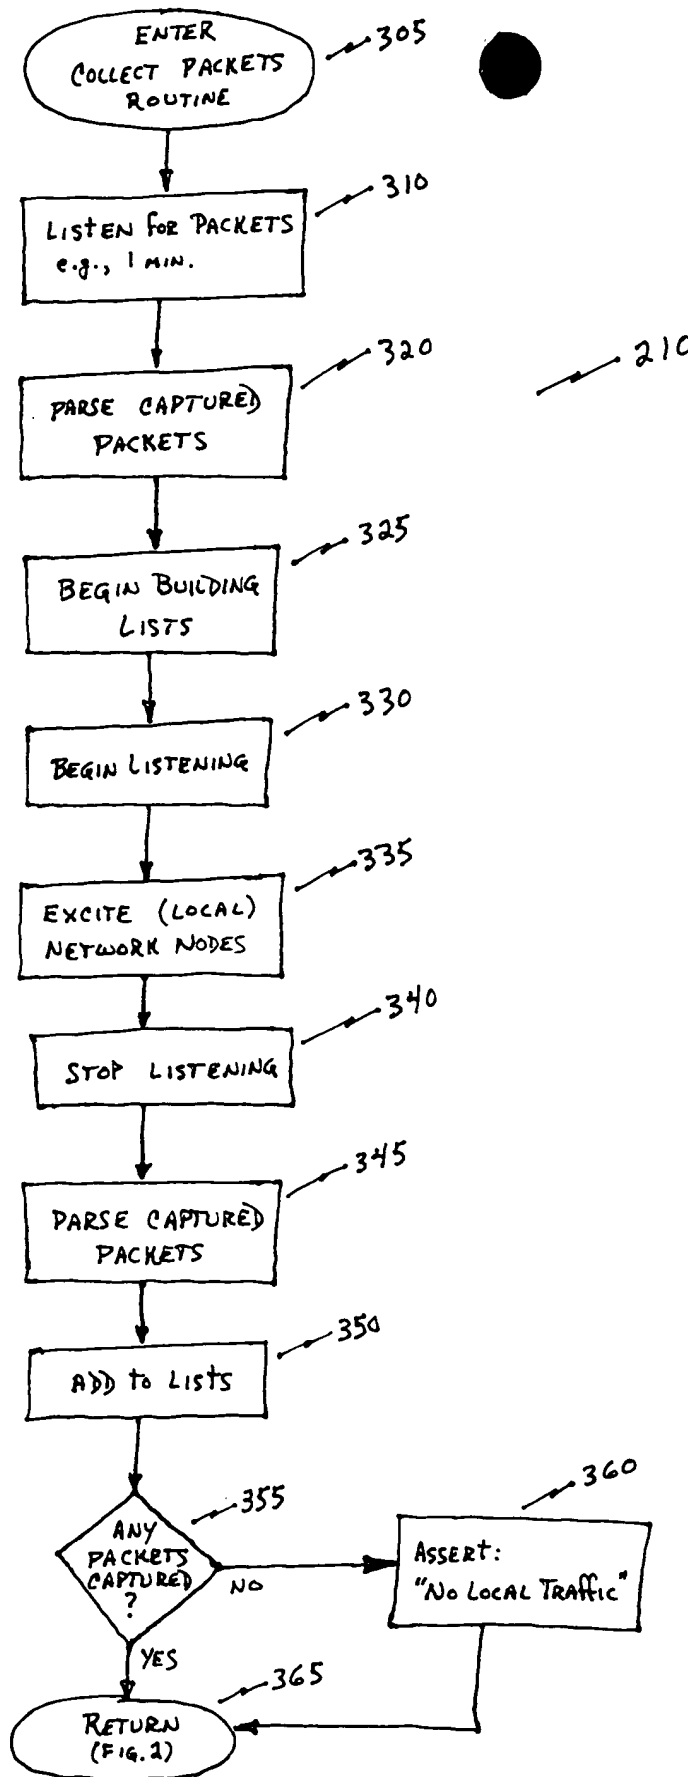 ENTER
COLLECT PACKETS
ROUTINE
305
LISTEN FOR PACKETS
e.g., 1 MIN.
310
PARSE CAPTURED
PACKETS
320
210
BEGIN BUILDING
LISTS
325
BEGIN LISTENING
330
EXCITE (LOCAL)
NETWORK NODES
335
STOP LISTENING
340
PARSE CAPTURED
PACKETS
345
ADD to LISTS
350
ANY
PACKETS
CAPTURED
?
355
NO
YES
ASSERT:
"NO LOCAL TRAFFIC"
360
RETURN
(FIG. 2)
365